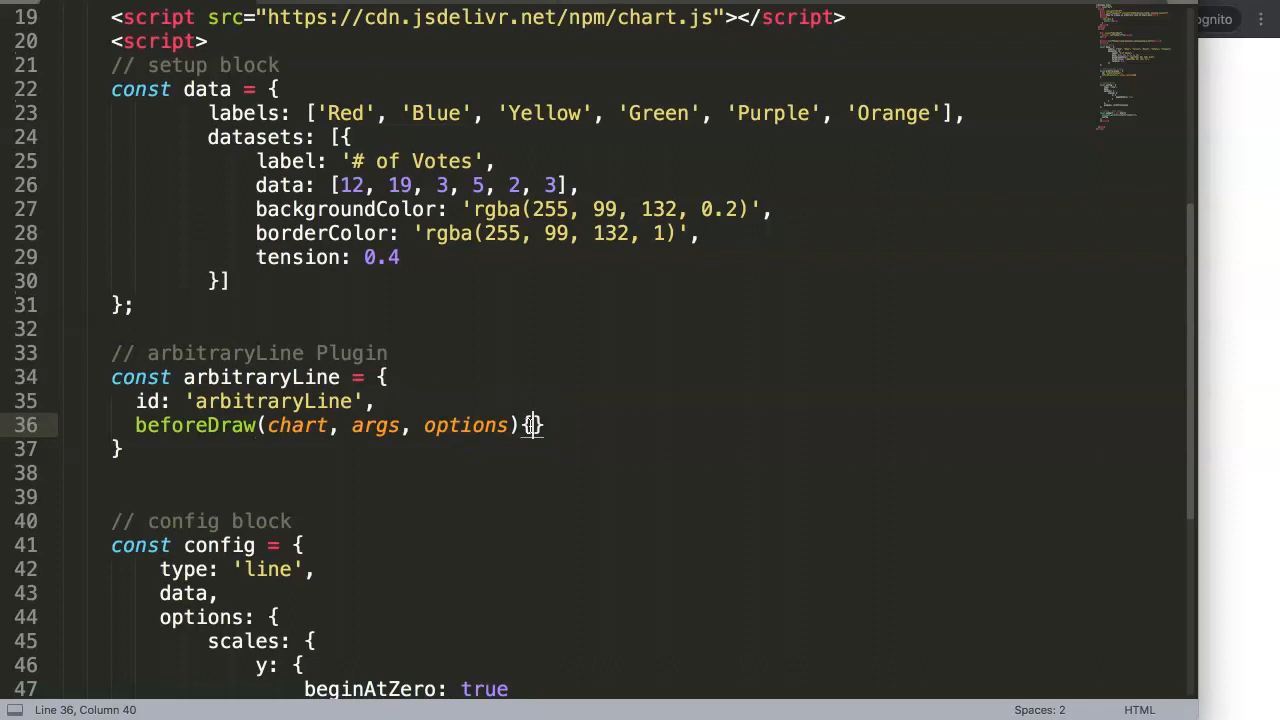 ognito
19 <script src="https://cdn.jsdelivr.net/npm/chart.js"></script>
20 <script>
21 // setup block
22 const data = {
23 labels: ['Red', 'Blue', 'Yellow', 'Green', 'Purple', 'Orange'],
24 datasets: [{
25 label: '# of Votes',
26 data: [12, 19, 3, 5, 2, 3],
27 backgroundColor: 'rgba(255, 99, 132, 0.2)',
28 borderColor: 'rgba(255, 99, 132, 1)',
29 tension: 0.4
30 }]
31 };
32
33 // arbitraryLine Plugin
34 const arbitraryLine = {
35 id: 'arbitraryLine',
36 beforeDraw(chart, args, options){}
37 }
38
39
40 // config block
41 const config = {
42 type: 'line',
43 data,
44 options: {
45 scales: {
46 y: {
47 beginAtZero: true
Line 36, Column 40 Spaces: 2 HTML